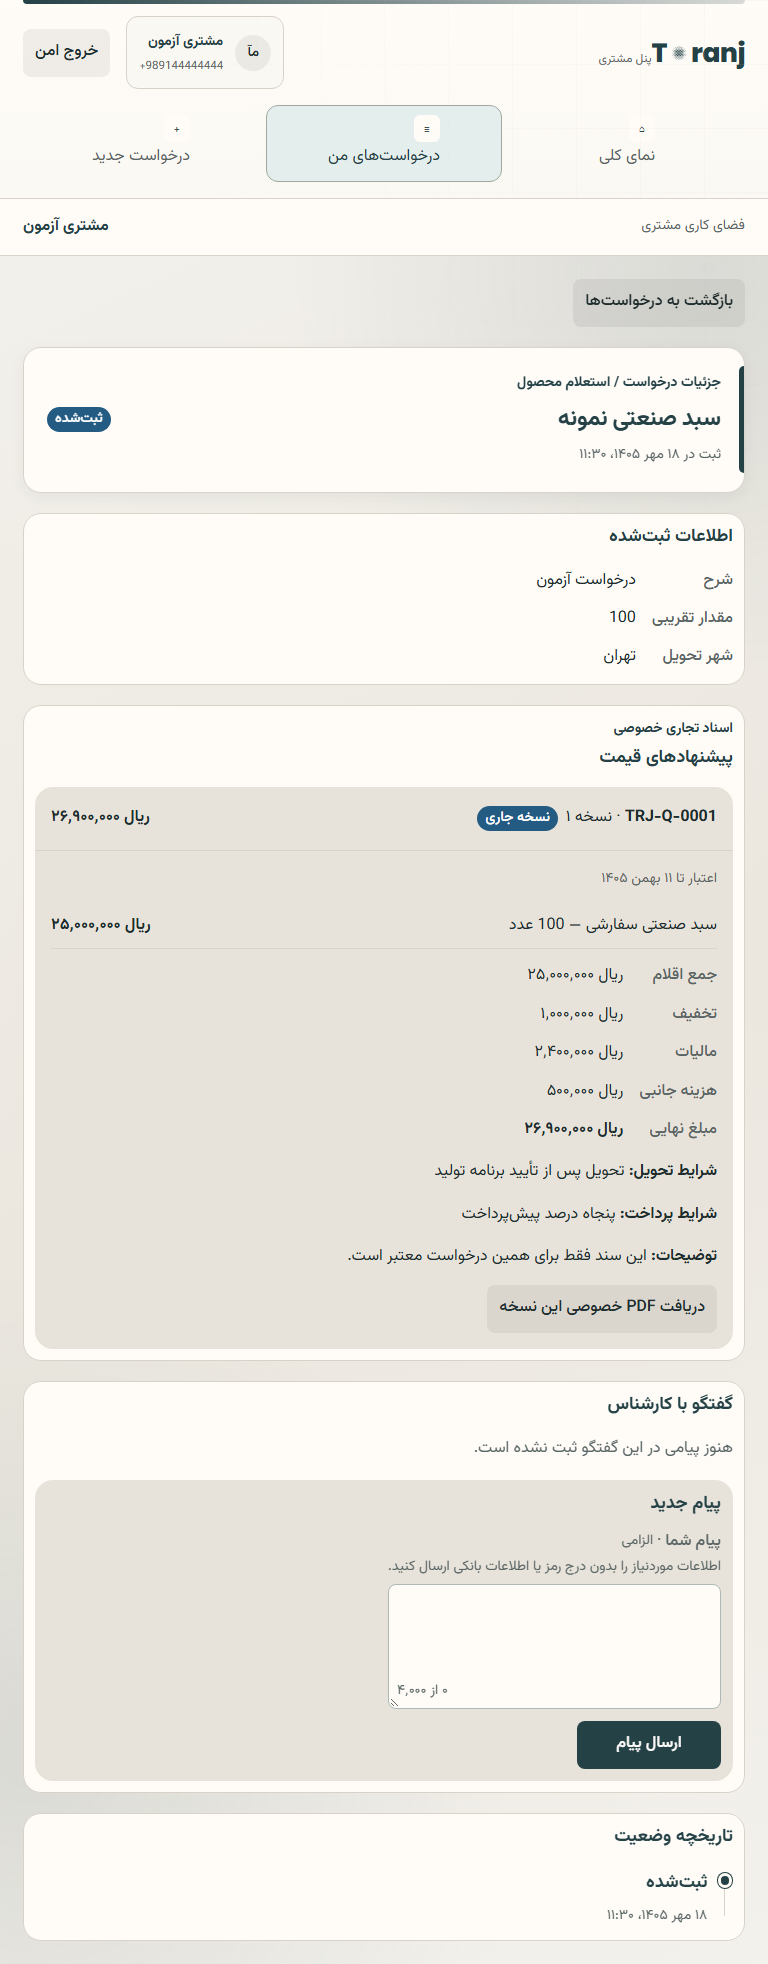 Toranj پنل مشتری
مآ
مشتری آزمون
+989144444444
خروج امن
نمای کلی
درخواست‌های من
درخواست جدید
فضای کاری مشتری
مشتری آزمون
بازگشت به درخواست‌ها
جزئیات درخواست / استعلام محصول
سبد صنعتی نمونه
ثبت در ۱۸ مهر ۱۴۰۵، ۱۱:۳۰
ثبت‌شده
اطلاعات ثبت‌شده
شرح درخواست آزمون
مقدار تقریبی 100
شهر تحویل تهران
اسناد تجاری خصوصی
پیشنهادهای قیمت
TRJ-Q-0001 · نسخه ۱ نسخه جاری
ریال ۲۶,۹۰۰,۰۰۰
اعتبار تا ۱۱ بهمن ۱۴۰۵
سبد صنعتی سفارشی — 100 عدد
ریال ۲۵,۰۰۰,۰۰۰
جمع اقلام ریال ۲۵,۰۰۰,۰۰۰
تخفیف ریال ۱,۰۰۰,۰۰۰
مالیات ریال ۲,۴۰۰,۰۰۰
هزینه جانبی ریال ۵۰۰,۰۰۰
مبلغ نهایی ریال ۲۶,۹۰۰,۰۰۰
شرایط تحویل: تحویل پس از تأیید برنامه تولید
شرایط پرداخت: پنجاه درصد پیش‌پرداخت
توضیحات: این سند فقط برای همین درخواست معتبر است.
دریافت PDF خصوصی این نسخه
گفتگو با کارشناس
هنوز پیامی در این گفتگو ثبت نشده است.
پیام جدید
پیام شما · الزامی
اطلاعات موردنیاز را بدون درج رمز یا اطلاعات بانکی ارسال کنید.
۰ از ۴,۰۰۰
ارسال پیام
تاریخچه وضعیت
ثبت‌شده
۱۸ مهر ۱۴۰۵، ۱۱:۳۰